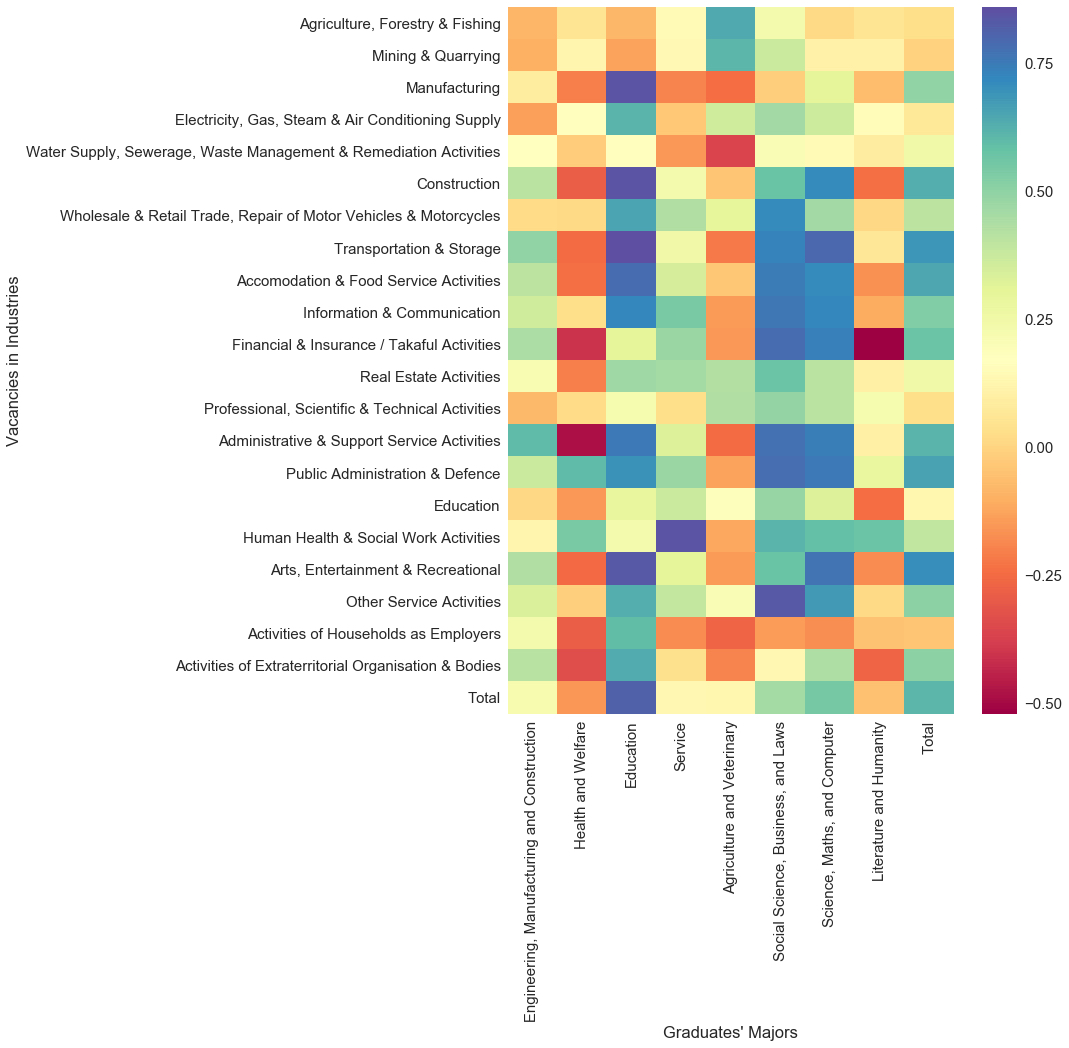 Vacancies in Industries
Agriculture, Forestry & Fishing
Mining & Quarrying
Manufacturing
Electricity, Gas, Steam & Air Conditioning Supply
Water Supply, Sewerage, Waste Management & Remediation Activities
Construction
Wholesale & Retail Trade, Repair of Motor Vehicles & Motorcycles
Transportation & Storage
Accomodation & Food Service Activities
Information & Communication
Financial & Insurance / Takaful Activities
Real Estate Activities
Professional, Scientific & Technical Activities
Administrative & Support Service Activities
Public Administration & Defence
Education
Human Health & Social Work Activities
Arts, Entertainment & Recreational
Other Service Activities
Activities of Households as Employers
Activities of Extraterritorial Organisation & Bodies
Total
Engineering, Manufacturing and Construction
Health and Welfare
Education
Service
Agriculture and Veterinary
Social Science, Business, and Laws
Science, Maths, and Computer
Literature and Humanity
Total
Graduates' Majors
0.75
0.50
0.25
0.00
−0.25
−0.50